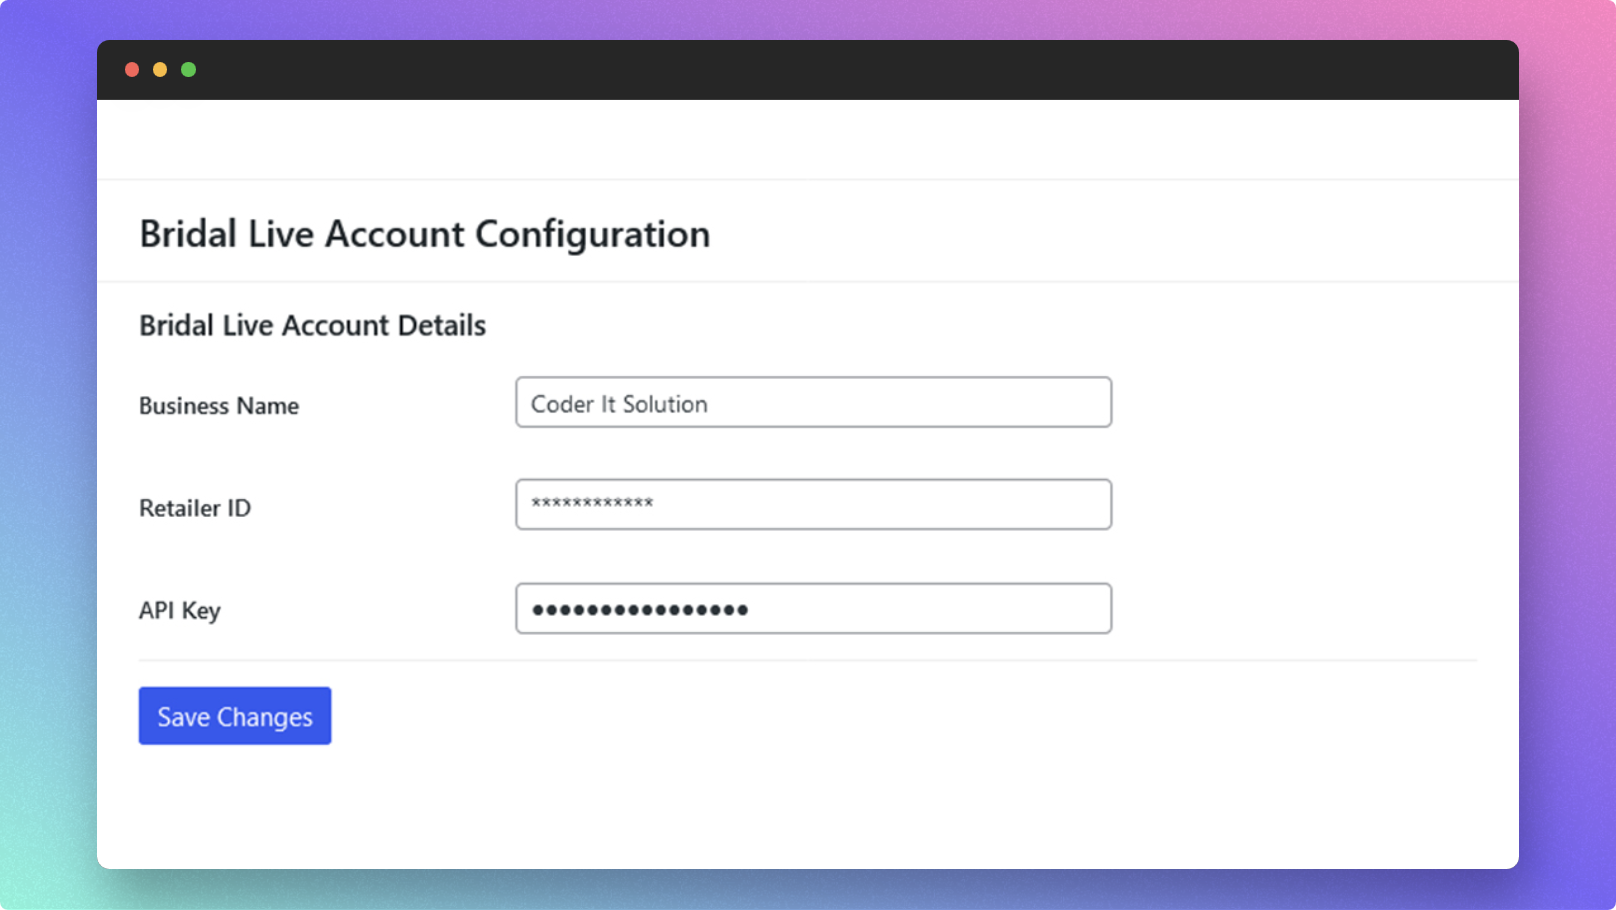 Bridal Live Account Configuration
Bridal Live Account Details
Business Name
Coder It Solution
Retailer ID
************
API Key
●●●●●●●●●●●●●●●●
Save Changes